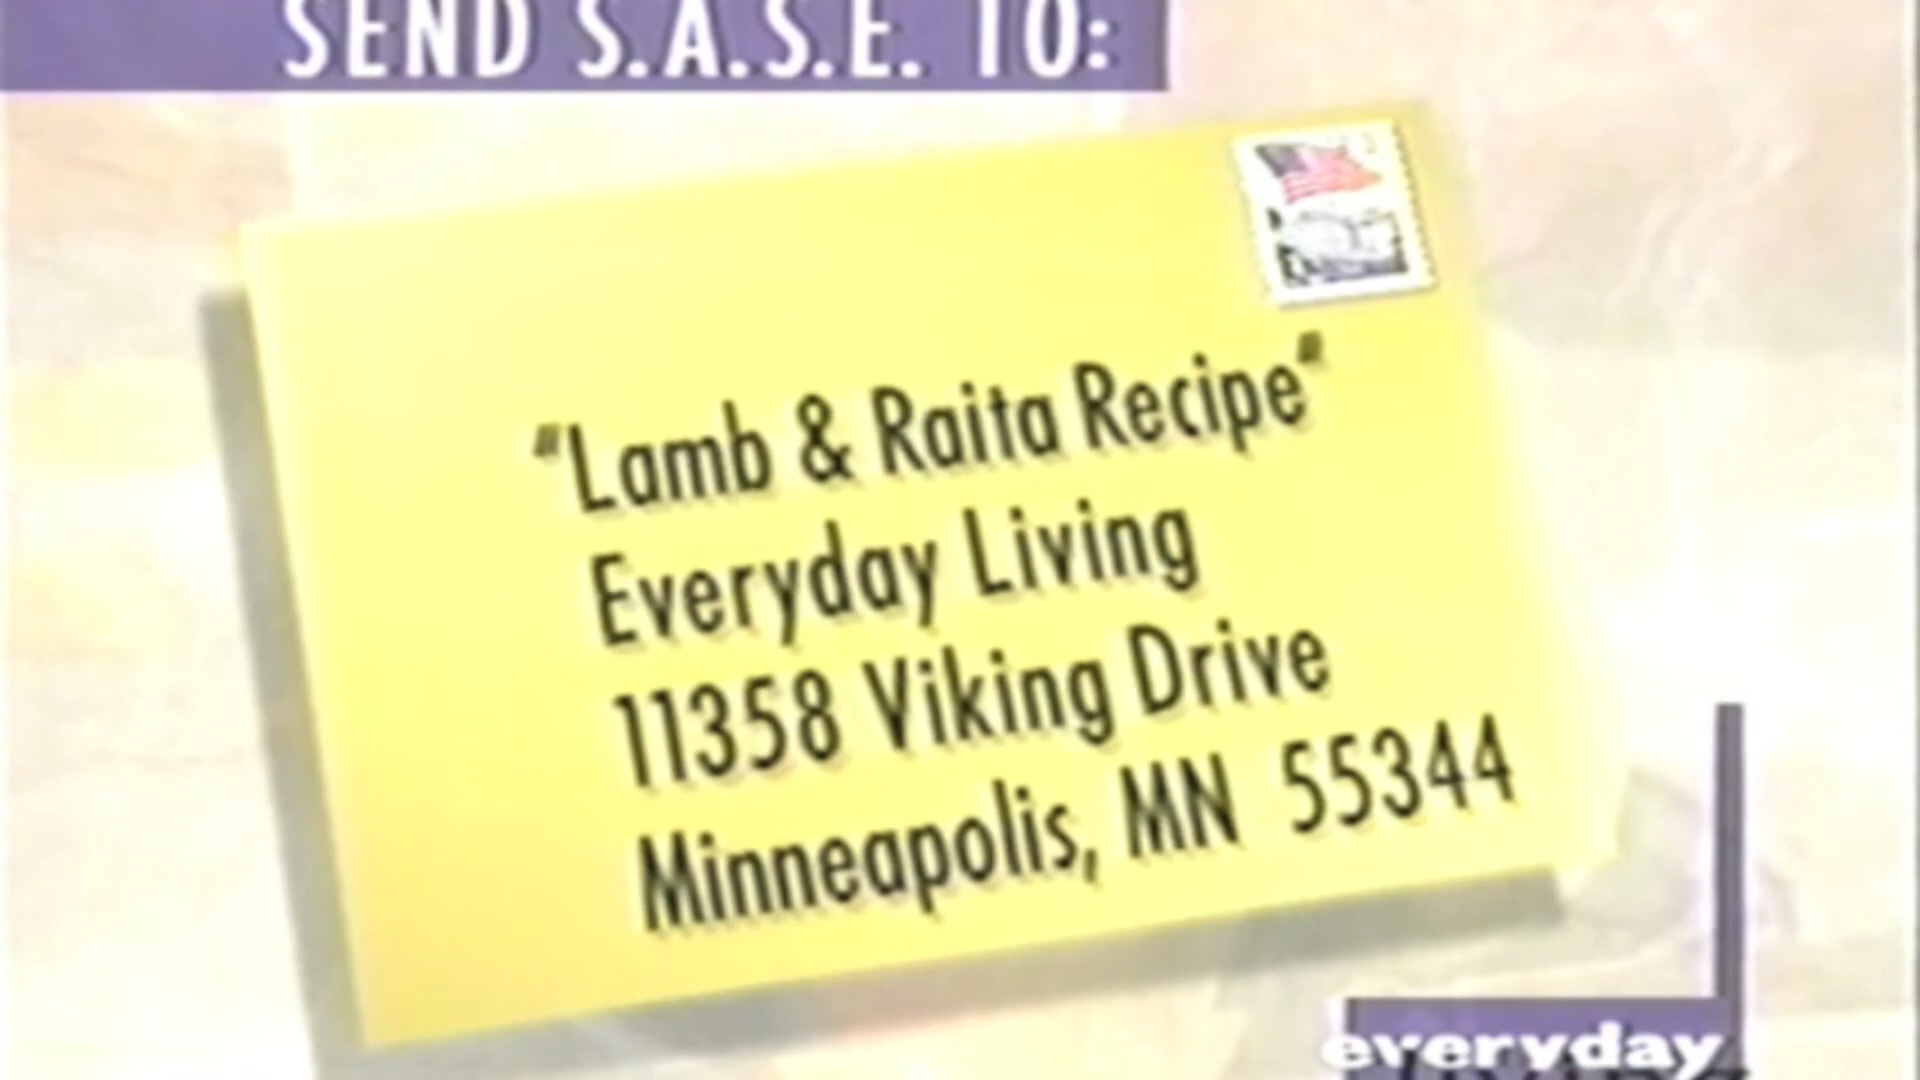 SEND S.A.S.E. TO:
“Lamb & Raita Recipe“
Everyday Living
11358 Viking Drive
Minneapolis, MN 55344
everyday